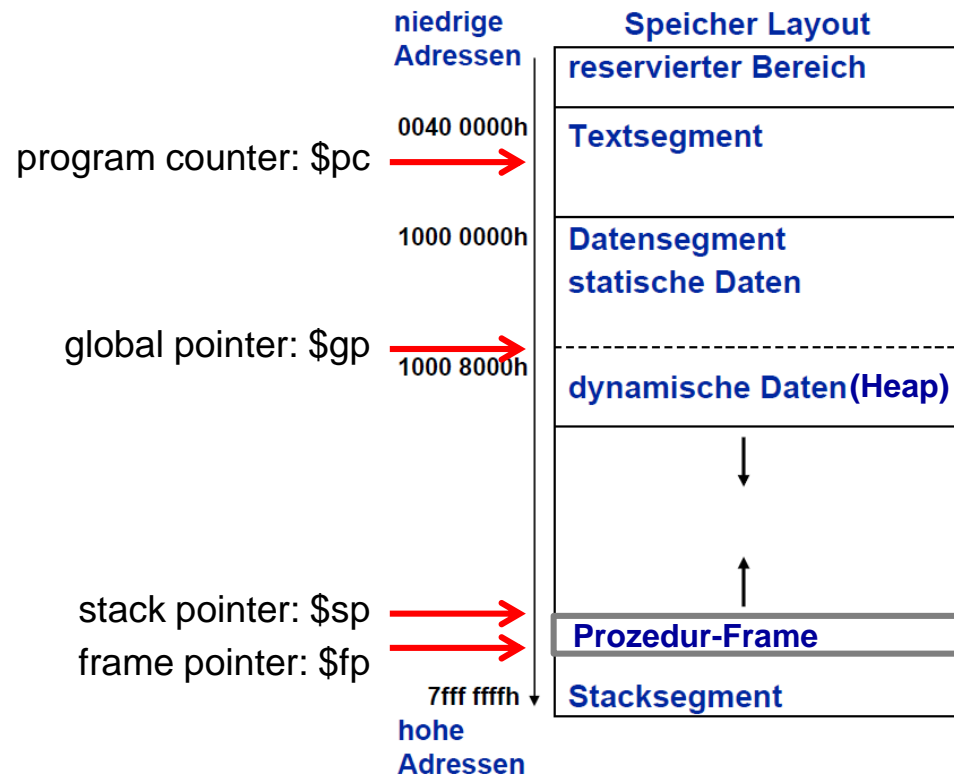 niedrige
Adressen
Speicher Layout
reservierter Bereich
0040 0000h
Textsegment
program counter: $pc
1000 0000h
Datensegment
statische Daten
global pointer: $gp
1000 8000h
dynamische Daten (Heap)
stack pointer: $sp
Prozedur-Frame
frame pointer: $fp
7fff ffffh
Stacksegment
hohe
Adressen